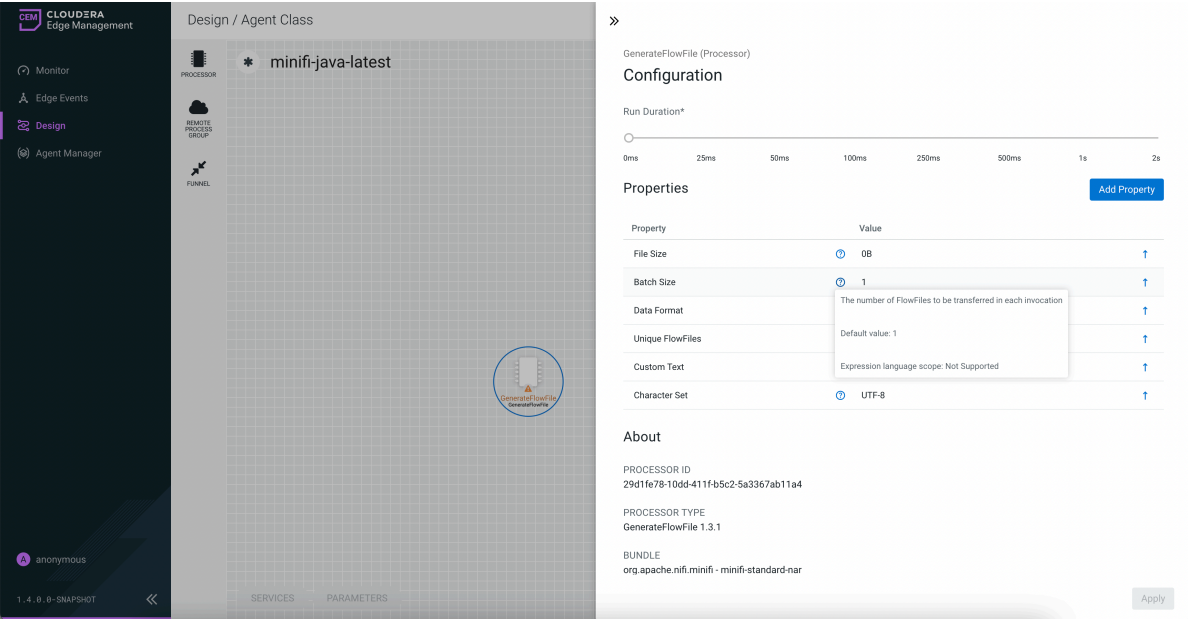 CEM CLOUDERA
Edge Management
Monitor
Edge Events
Design
Agent Manager
A anonymous
1.4.0.0-SNAPSHOT
Design / Agent Class
PROCESSOR
REMOTE
PROCESS
GROUP
FUNNEL
minifi-java-latest
GenerateFlowFile
GenerateFlowFile
SERVICES PARAMETERS
GenerateFlowFile (Processor)
Configuration
Run Duration*
0ms 25ms 50ms 100ms 250ms 500ms 1s 2s
Properties
Add Property
Property Value
File Size 0B
Batch Size 1
The number of FlowFiles to be transferred in each invocation
Data Format
Default value: 1
Unique FlowFiles
Custom Text
Expression language scope: Not Supported
Character Set UTF-8
About
PROCESSOR ID
29d1fe78-10dd-411f-b5c2-5a3367ab11a4
PROCESSOR TYPE
GenerateFlowFile 1.3.1
BUNDLE
org.apache.nifi.minifi - minifi-standard-nar
Apply